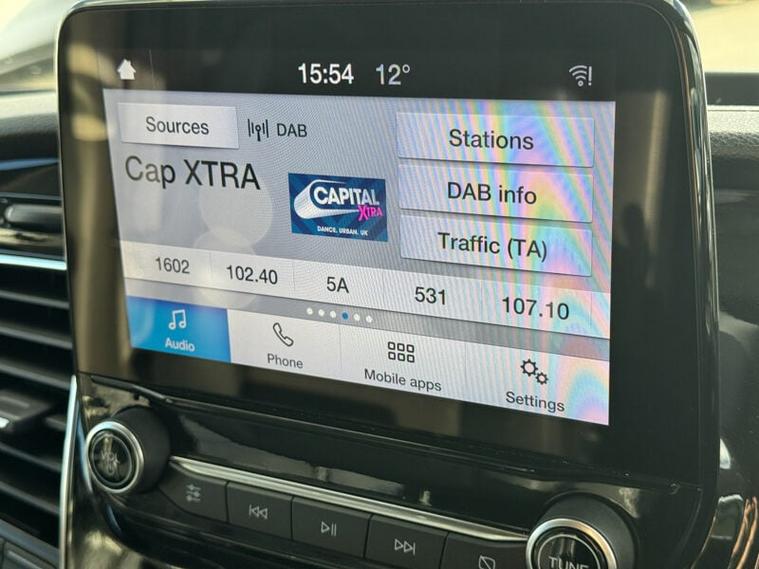 15:54 12°
Sources DAB Stations
Cap XTRA
CAPITAL
XTRA
DANCE. URBAN. UK
DAB info
Traffic (TA)
1602 102.40 5A 531 107.10
Audio Phone Mobile apps Settings
TUNE